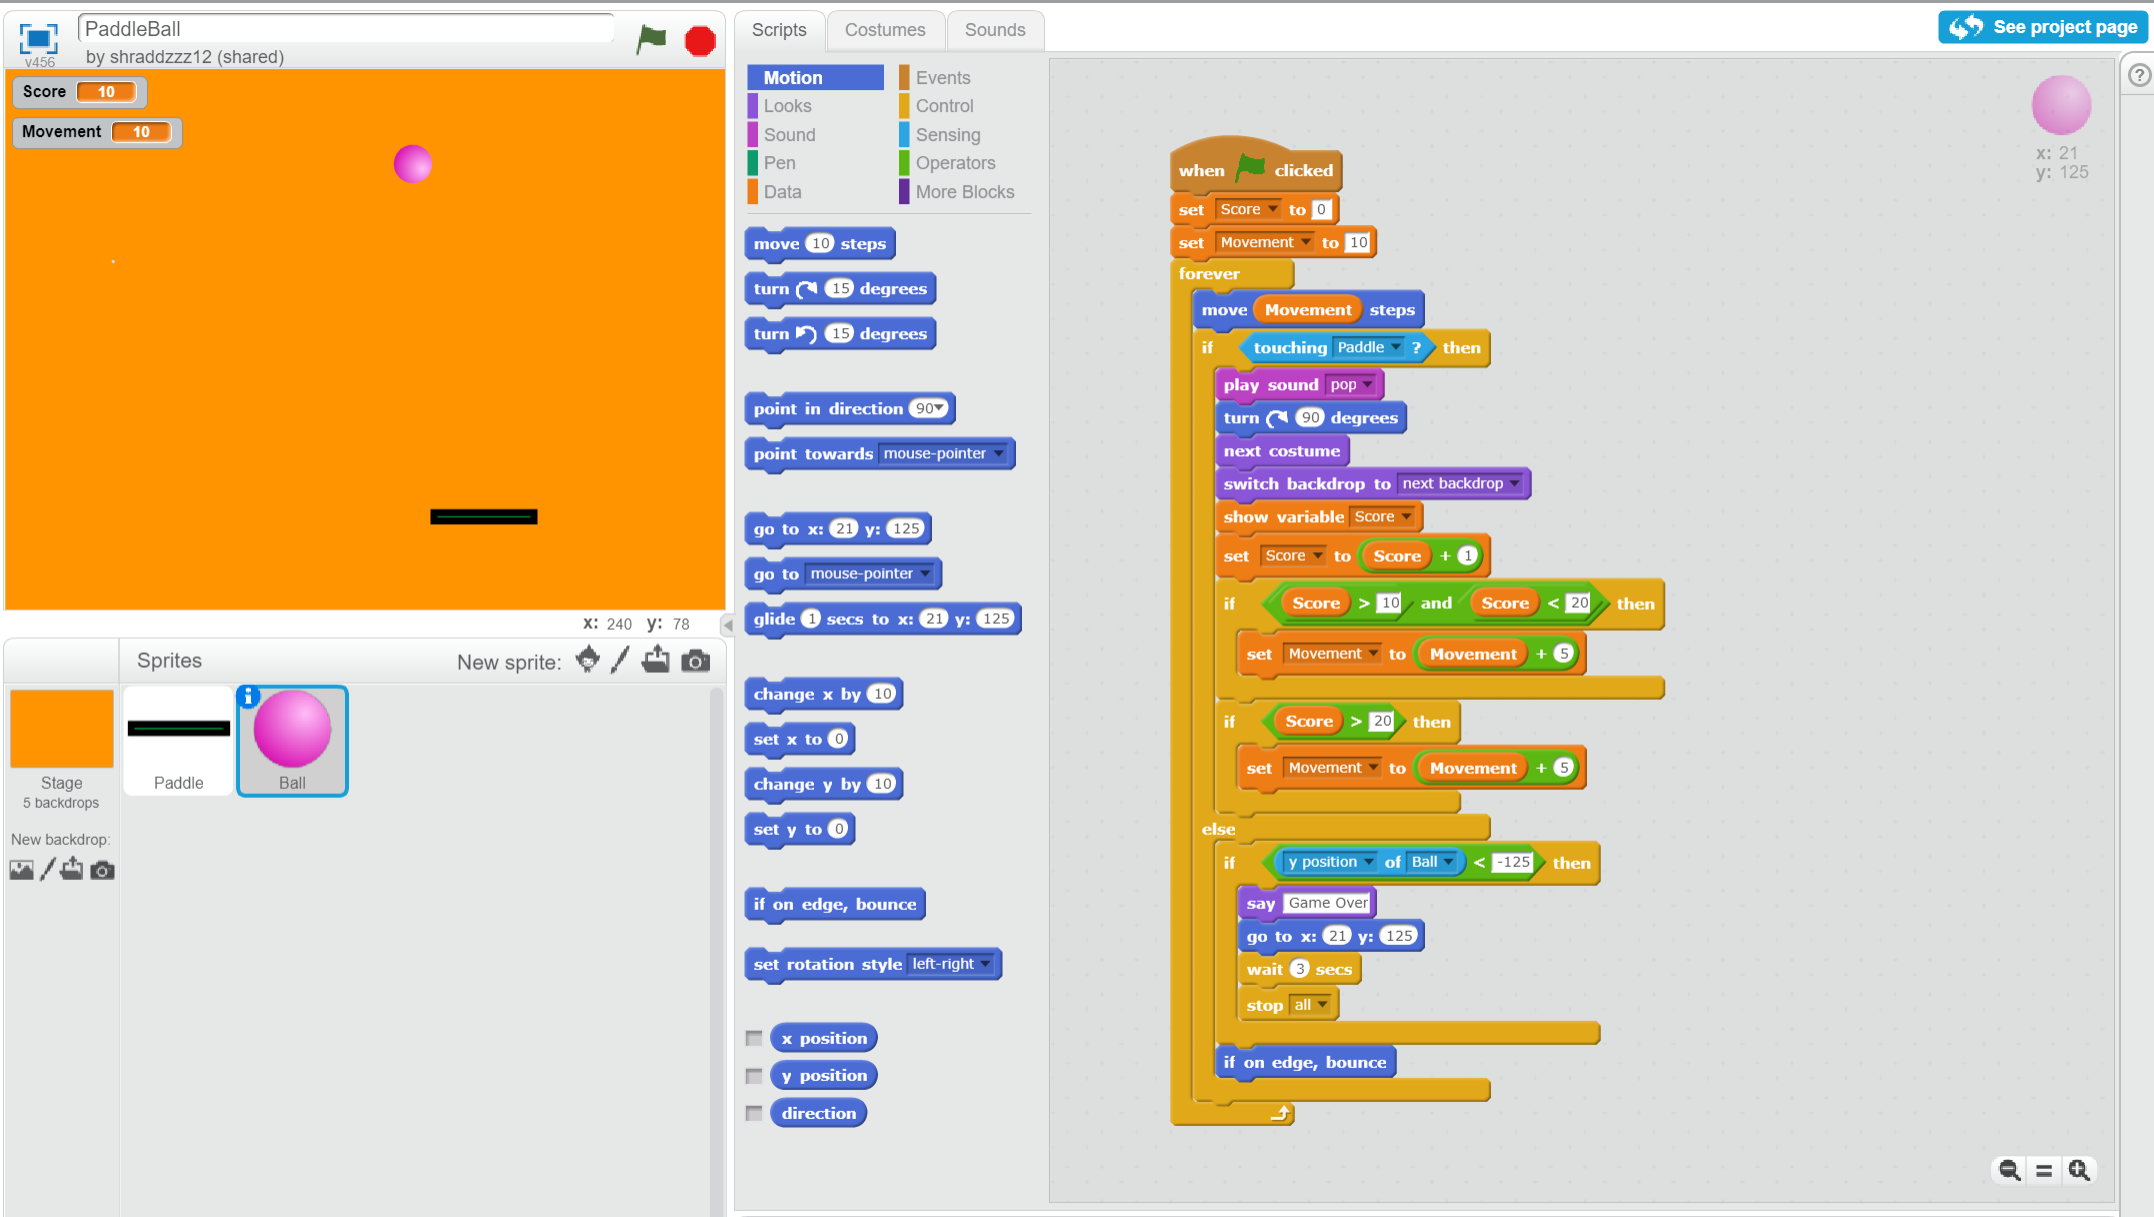 PaddleBall
by shraddzzz12 (shared)
v456
Score 10
Movement 10
x: 240 y: 78
Sprites
New sprite:
Stage
5 backdrops
New backdrop:
Paddle
Ball
Scripts
Costumes
Sounds
See project page
Motion
Looks
Sound
Pen
Data
Events
Control
Sensing
Operators
More Blocks
move 10 steps
turn 15 degrees
turn 15 degrees
point in direction 90
point towards mouse-pointer
go to x: 21 y: 125
go to mouse-pointer
glide 1 secs to x: 21 y: 125
change x by 10
set x to 0
change y by 10
set y to 0
if on edge, bounce
set rotation style left-right
x position
y position
direction
when clicked
set Score to 0
set Movement to 10
forever
move Movement steps
if touching Paddle ? then
play sound pop
turn 90 degrees
next costume
switch backdrop to next backdrop
show variable Score
set Score to Score + 1
if Score > 10 and Score < 20 then
set Movement to Movement + 5
if Score > 20 then
set Movement to Movement + 5
else
if y position of Ball < -125 then
say Game Over
go to x: 21 y: 125
wait 3 secs
stop all
if on edge, bounce
x: 21
y: 125
?